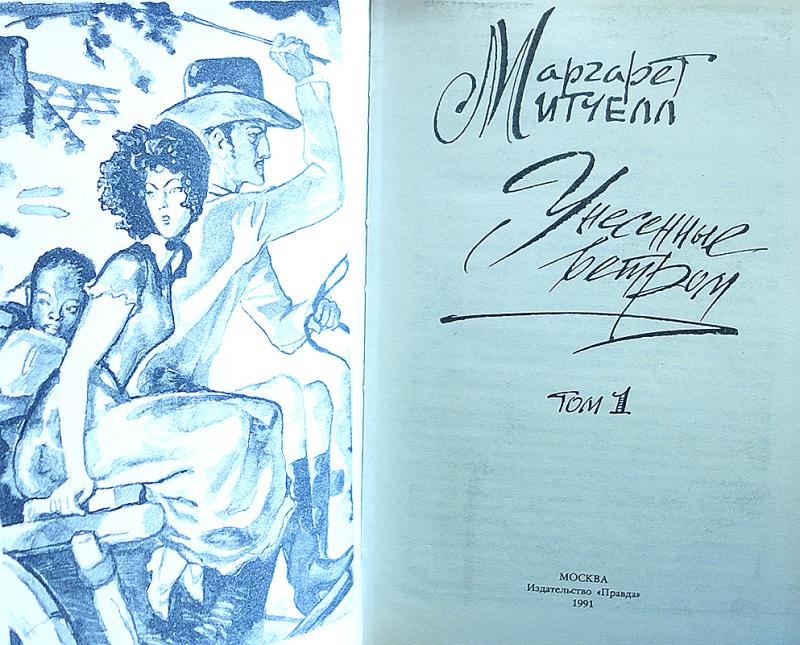 Маргарет
Митчелл
Унесенные
ветром
том 1
МОСКВА
Издательство «Правда»
1991